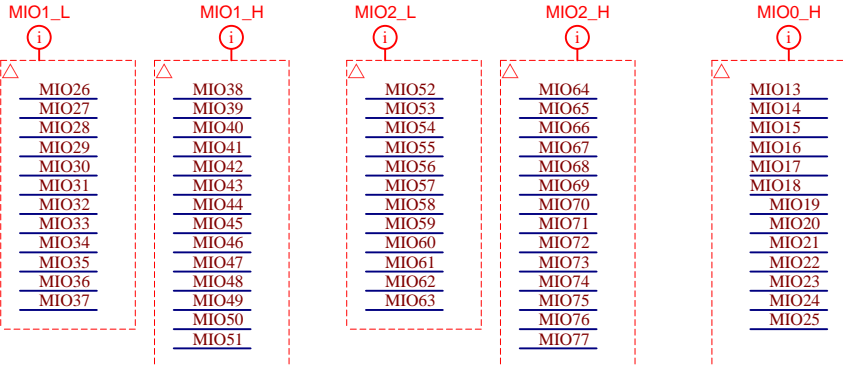 MIO1_L
i
MIO26
MIO27
MIO28
MIO29
MIO30
MIO31
MIO32
MIO33
MIO34
MIO35
MIO36
MIO37
MIO1_H
i
MIO38
MIO39
MIO40
MIO41
MIO42
MIO43
MIO44
MIO45
MIO46
MIO47
MIO48
MIO49
MIO50
MIO51
MIO2_L
i
MIO52
MIO53
MIO54
MIO55
MIO56
MIO57
MIO58
MIO59
MIO60
MIO61
MIO62
MIO63
MIO2_H
i
MIO64
MIO65
MIO66
MIO67
MIO68
MIO69
MIO70
MIO71
MIO72
MIO73
MIO74
MIO75
MIO76
MIO77
MIO0_H
i
MIO13
MIO14
MIO15
MIO16
MIO17
MIO18
MIO19
MIO20
MIO21
MIO22
MIO23
MIO24
MIO25